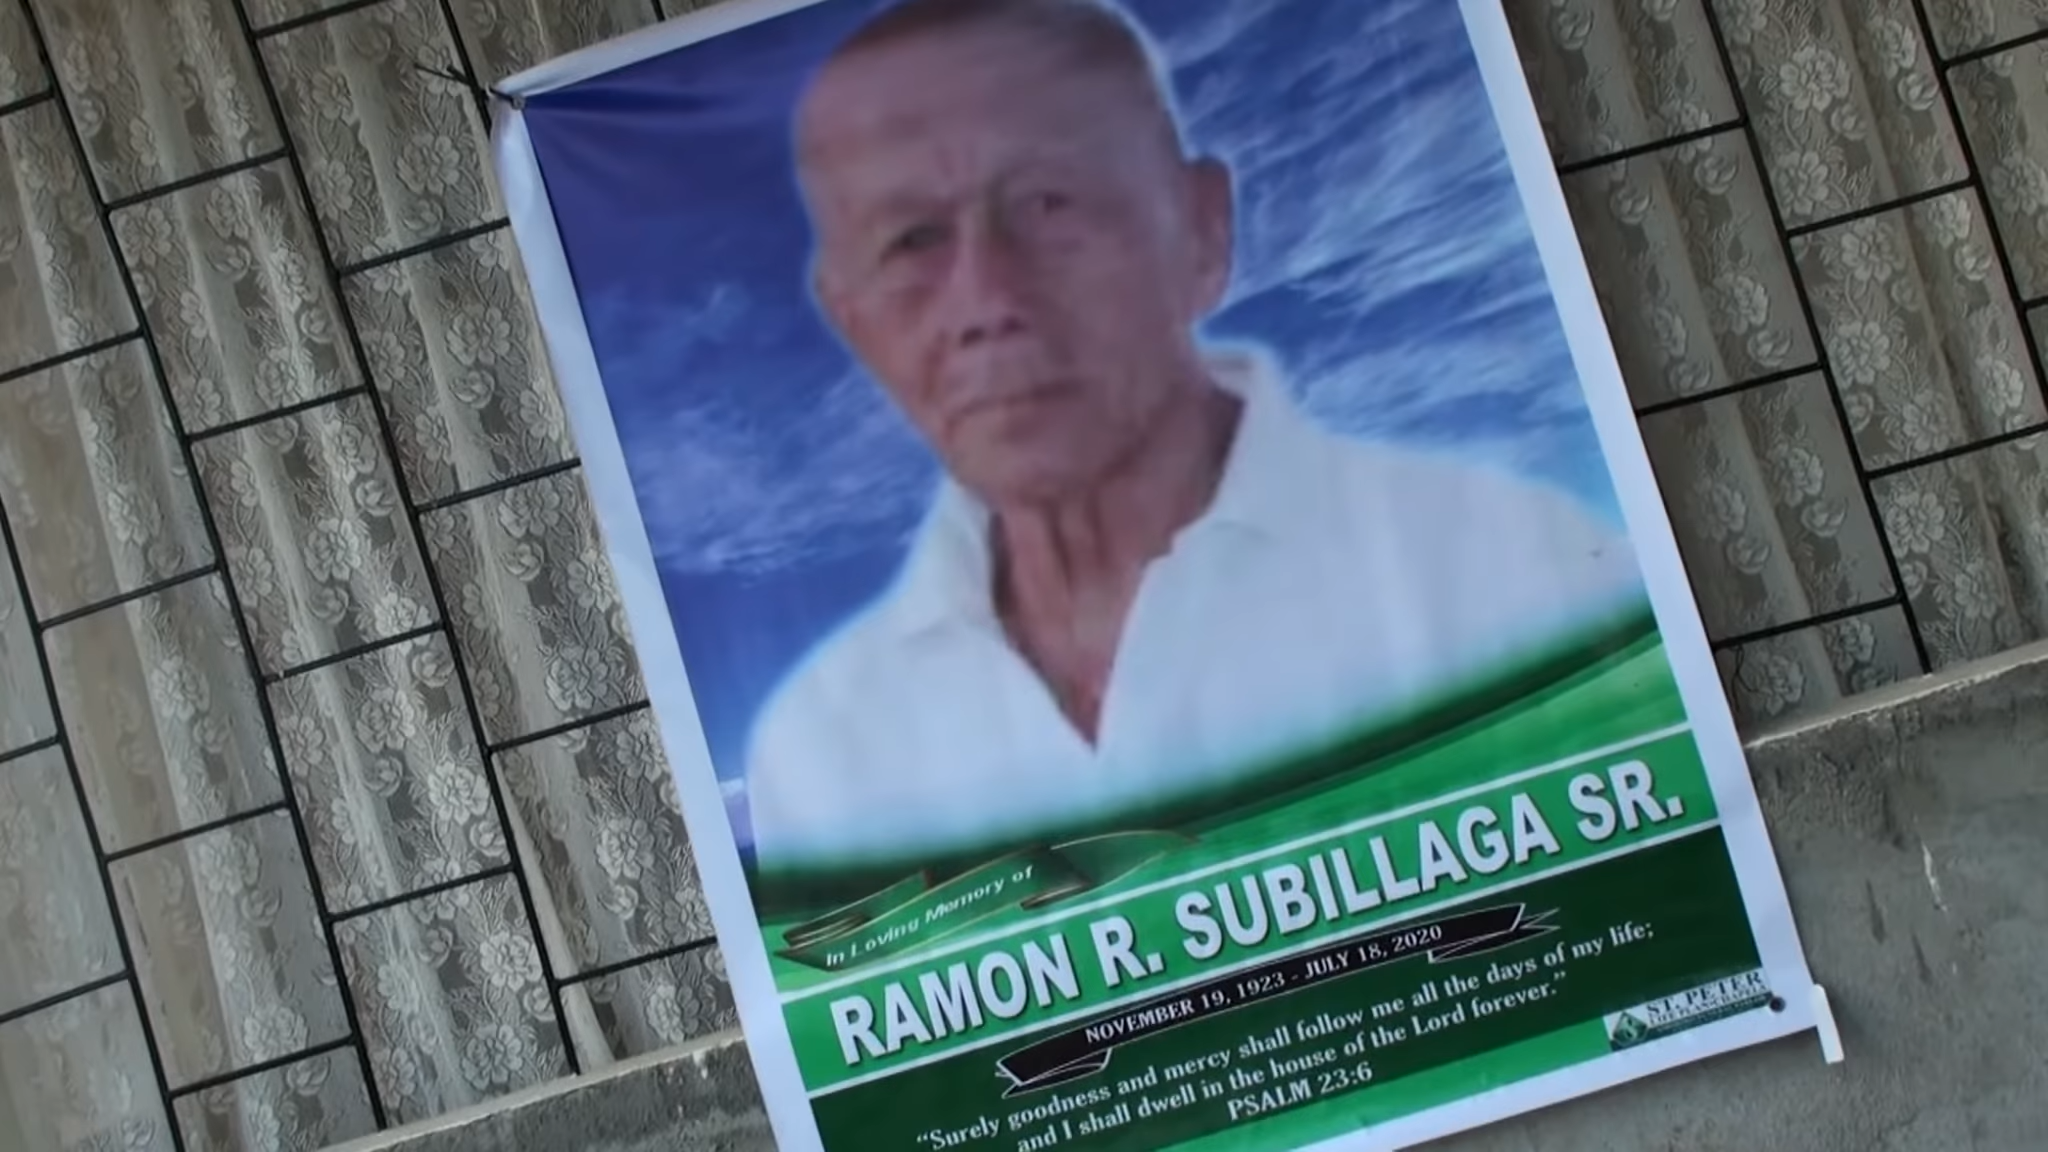 In Loving Memory of
RAMON R. SUBILLAGA SR.
NOVEMBER 19, 1923 - JULY 18, 2020
“Surely goodness and mercy shall follow me all the days of my life;
and I shall dwell in the house of the Lord forever.”
PSALM 23:6
ST. PETER